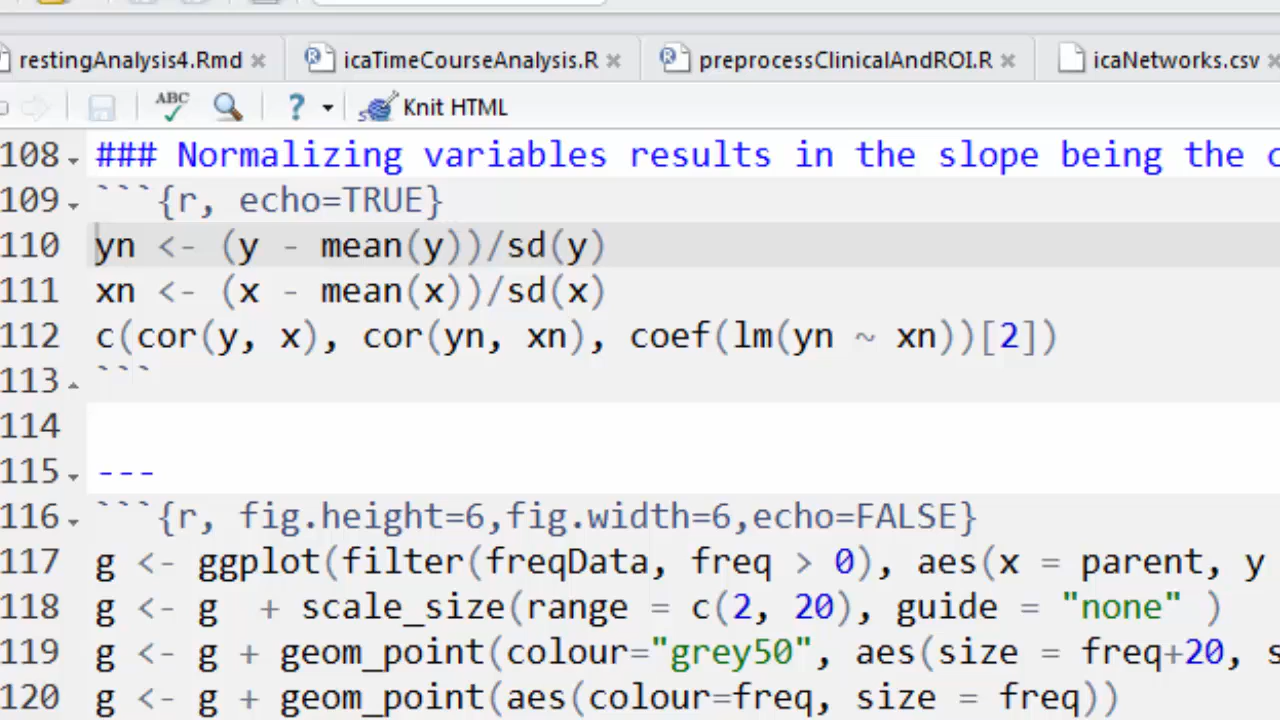 restingAnalysis4.Rmd
icaTimeCourseAnalysis.R
preprocessClinicalAndROI.R
icaNetworks.csv
ABC ? Knit HTML
108 ### Normalizing variables results in the slope being the
109 ```{r, echo=TRUE}
110 yn <- (y - mean(y))/sd(y)
111 xn <- (x - mean(x))/sd(x)
112 c(cor(y, x), cor(yn, xn), coef(lm(yn ~ xn))[2])
113 ```
114
115 ---
116 ```{r, fig.height=6,fig.width=6,echo=FALSE}
117 g <- ggplot(filter(freqData, freq > 0), aes(x = parent, y
118 g <- g  + scale_size(range = c(2, 20), guide = "none" )
119 g <- g + geom_point(colour="grey50", aes(size = freq+20, s
120 g <- g + geom_point(aes(colour=freq, size = freq))